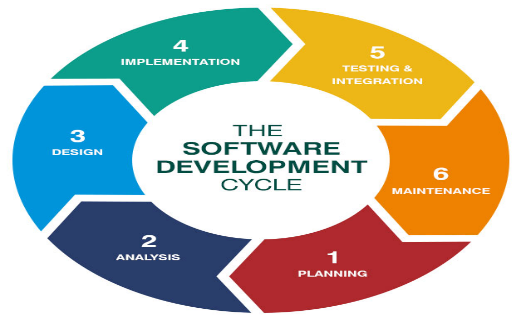 THE
SOFTWARE
DEVELOPMENT
CYCLE
1
PLANNING
2
ANALYSIS
3
DESIGN
4
IMPLEMENTATION
5
TESTING &
INTEGRATION
6
MAINTENANCE